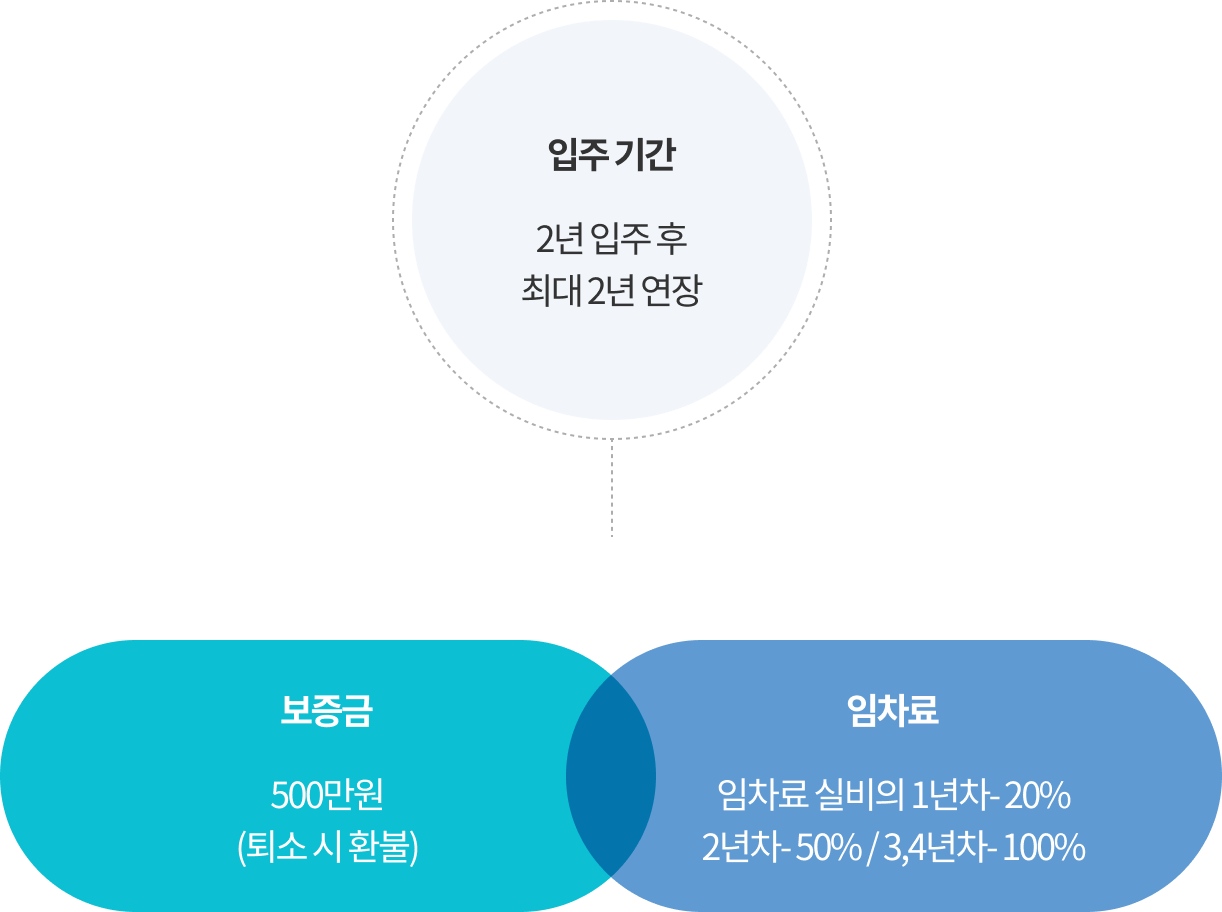 입주 기간
2년 입주 후
최대 2년 연장
보증금
500만원
(퇴소 시 환불)
임차료
임차료 실비의 1년차- 20%
2년차- 50% / 3,4년차- 100%